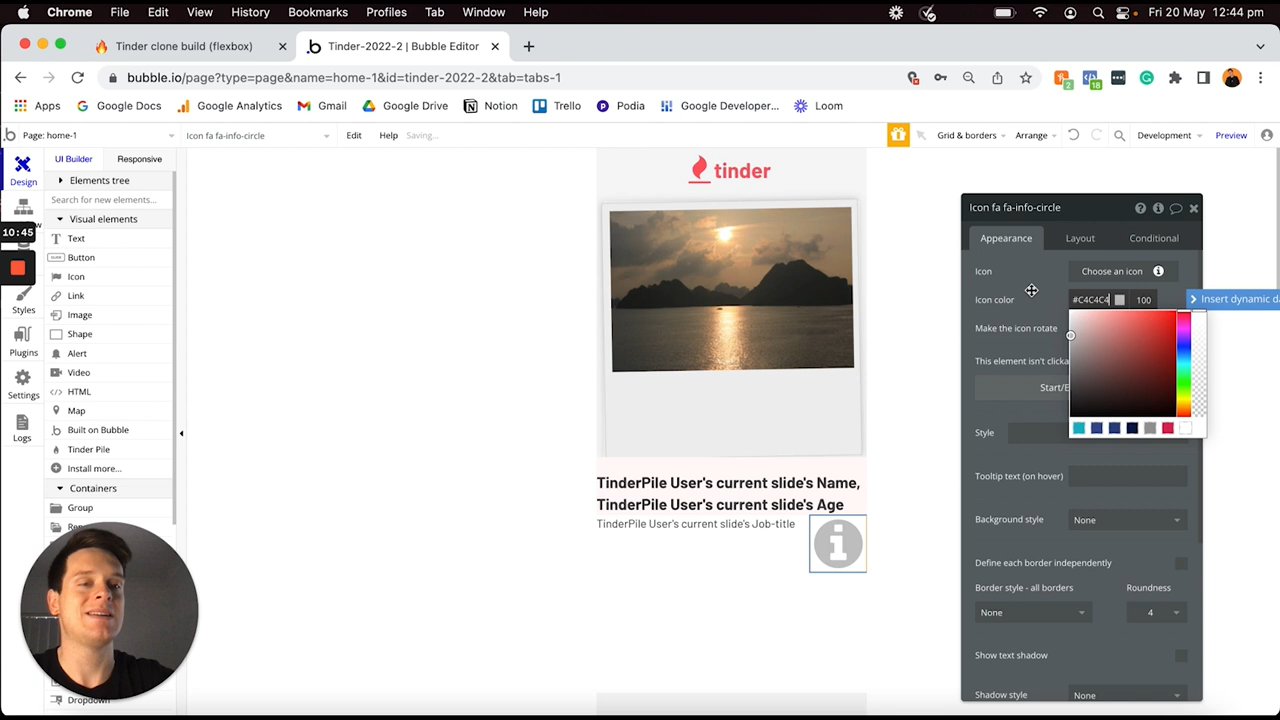 Chrome File Edit View History Bookmarks Profiles Tab Window Help Fri 20 May 12:44 pm
Tinder clone build (flexbox) Tinder-2022-2 | Bubble Editor
bubble.io/page?type=page&name=home-1&id=tinder-2022-2&tab=tabs-1 2 18
Apps Google Docs Google Analytics Gmail Google Drive Notion Trello Podia Google Developer... Loom
Page: home-1 Icon fa fa-info-circle Edit Help Saving... Grid & borders Arrange Development Preview
UI Builder Responsive
Design
Elements tree
Search for new elements...
Visual elements
10:45
Text
Button
Icon
Link
Styles
Image
Shape
Plugins
Alert
Video
Settings
HTML
Map
Logs
Built on Bubble
Tinder Pile
Install more...
Containers
Group
Dropdown
tinder
TinderPile User's current slide's Name,
TinderPile User's current slide's Age
TinderPile User's current slide's Job-title
Icon fa fa-info-circle
Appearance Layout Conditional
Icon Choose an icon
Icon color #C4C4C4 100 Insert dynamic da
Make the icon rotate
This element isn't clicka
Start/E
Style
Tooltip text (on hover)
Background style None
Define each border independently
Border style - all borders Roundness
None 4
Show text shadow
Shadow style None